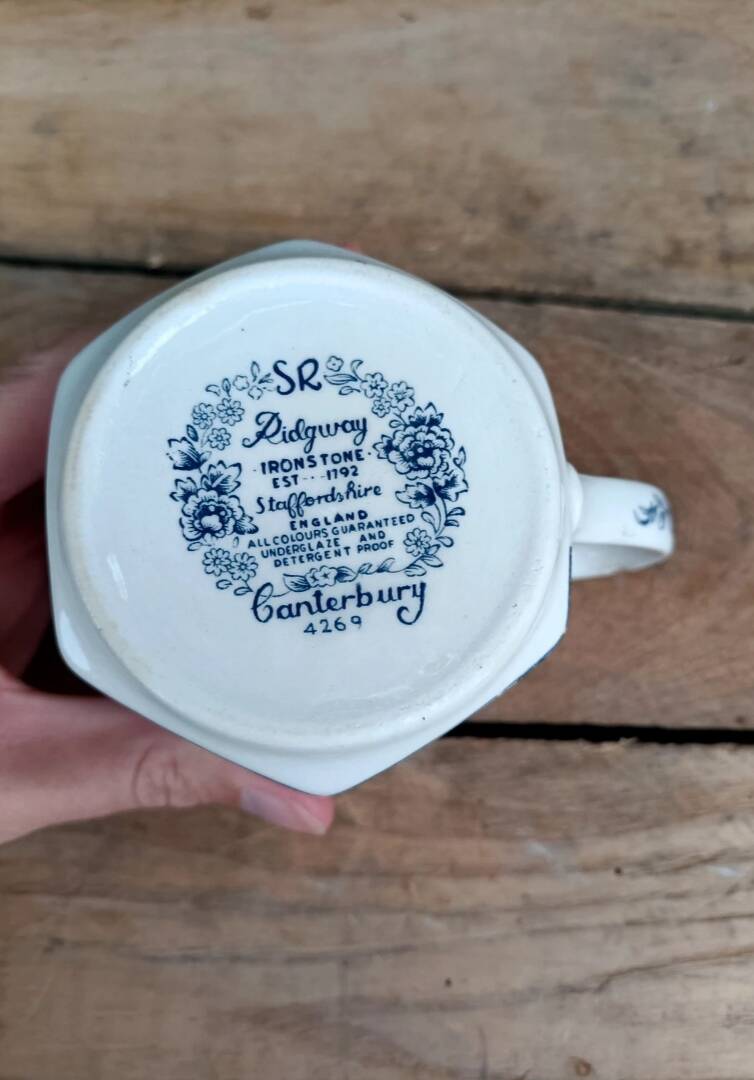 SR
Ridgway
·IRONSTONE·
EST···1792
Staffordshire
ENGLAND
ALL COLOURS GUARANTEED
UNDERGLAZE AND
DETERGENT PROOF
Canterbury
4269